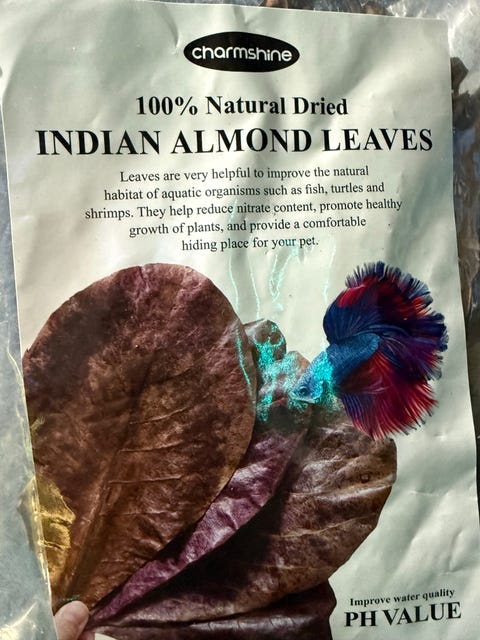 charmshine
100% Natural Dried
INDIAN ALMOND LEAVES
Leaves are very helpful to improve the natural
habitat of aquatic organisms such as fish, turtles and
shrimps. They help reduce nitrate content, promote healthy
growth of plants, and provide a comfortable
hiding place for your pet.
Improve water quality
PH VALUE